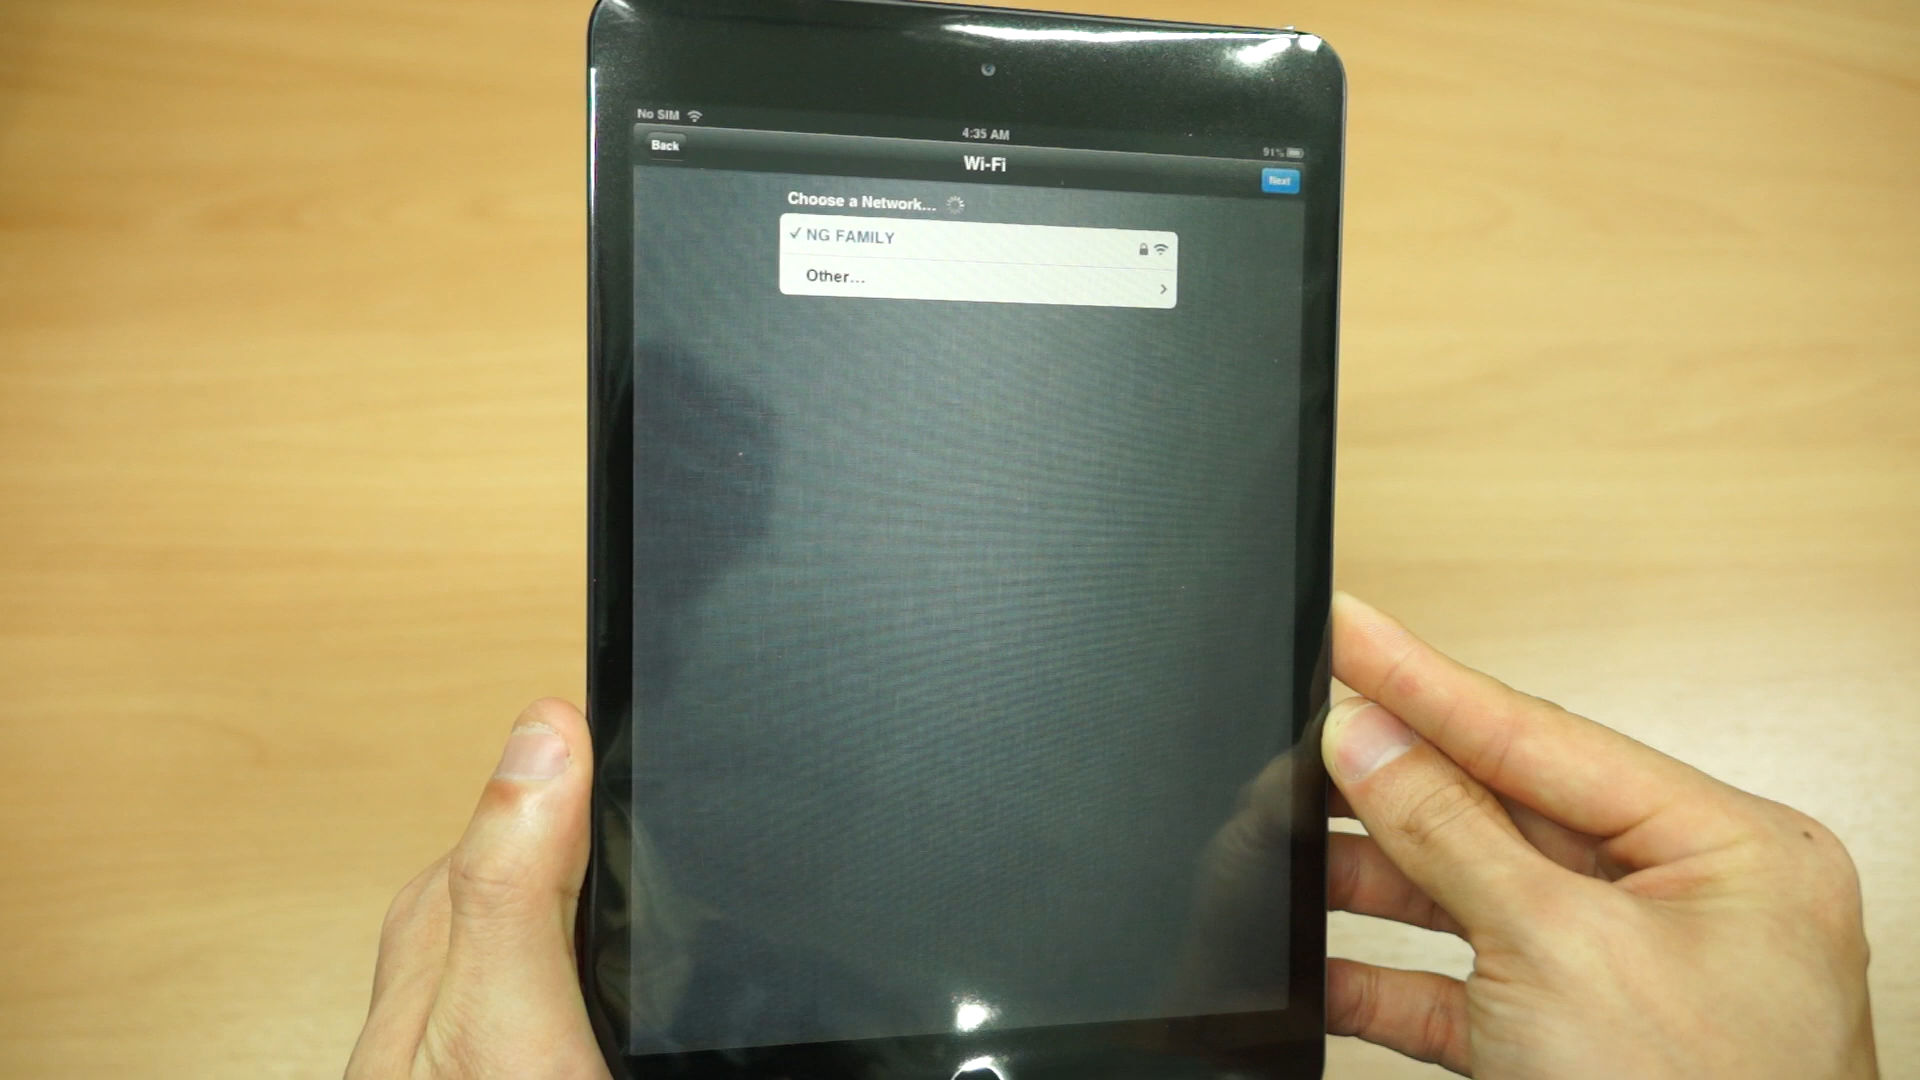 No SIM
4:35 AM
91%
Back
Wi-Fi
Next
Choose a Network...
✓ NG FAMILY
Other...